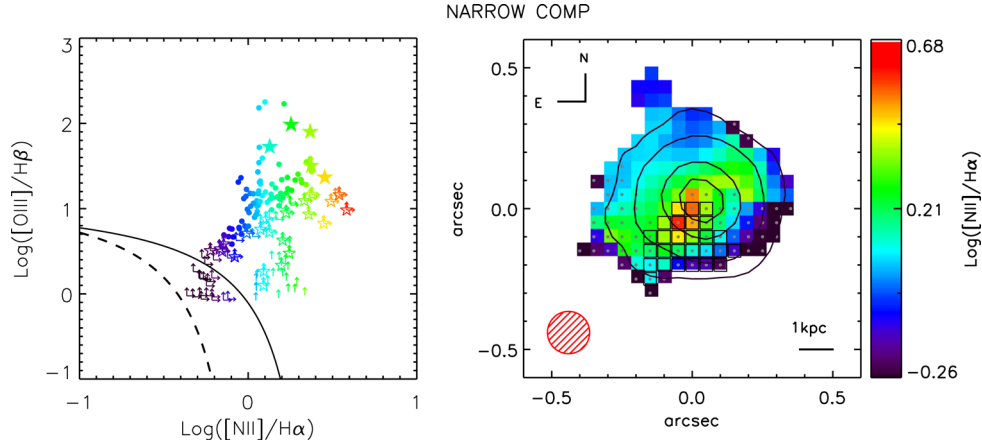 NARROW COMP
3
2
1
0
−1
−1
0
1
Log([OIII]/Hβ)
Log([NII]/Hα)
0.5
0.0
−0.5
−0.5
0.0
0.5
arcsec
arcsec
N
E
1kpc
0.68
0.21
−0.26
Log([NII]/Hα)